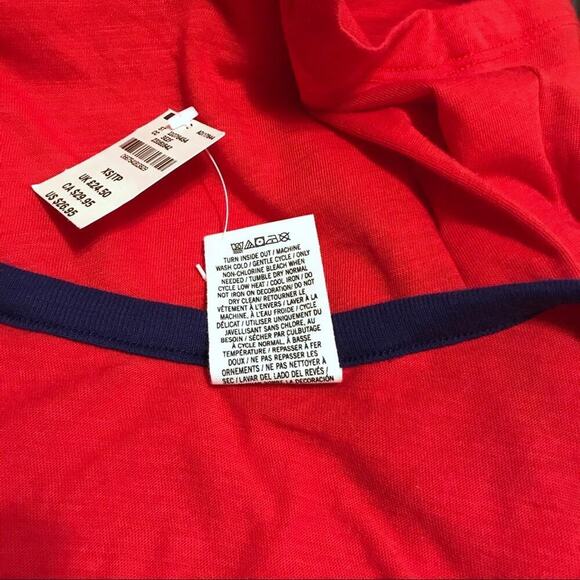 XS|TP
UK £24.50
CA $29.95
US $26.95
TURN INSIDE OUT / MACHINE
WASH COLD / GENTLE CYCLE / ONLY
NON-CHLORINE BLEACH WHEN
NEEDED / TUMBLE DRY NORMAL
CYCLE LOW HEAT / COOL IRON / DO
NOT IRON ON DECORATION / DO NOT
DRY CLEAN / RETOURNER LE
VÊTEMENT À L'ENVERS / LAVER À LA
MACHINE, À L'EAU FROIDE / CYCLE
DÉLICAT / UTILISER UNIQUEMENT DU
JAVELLISANT SANS CHLORE, AU
BESOIN / SÉCHER PAR CULBUTAGE
À CYCLE NORMAL, À BASSE
TEMPÉRATURE / REPASSER À FER
DOUX / NE PAS REPASSER LES
ORNEMENTS / NE PAS NETTOYER À
SEC / LAVAR DEL LADO DEL REVÉS /